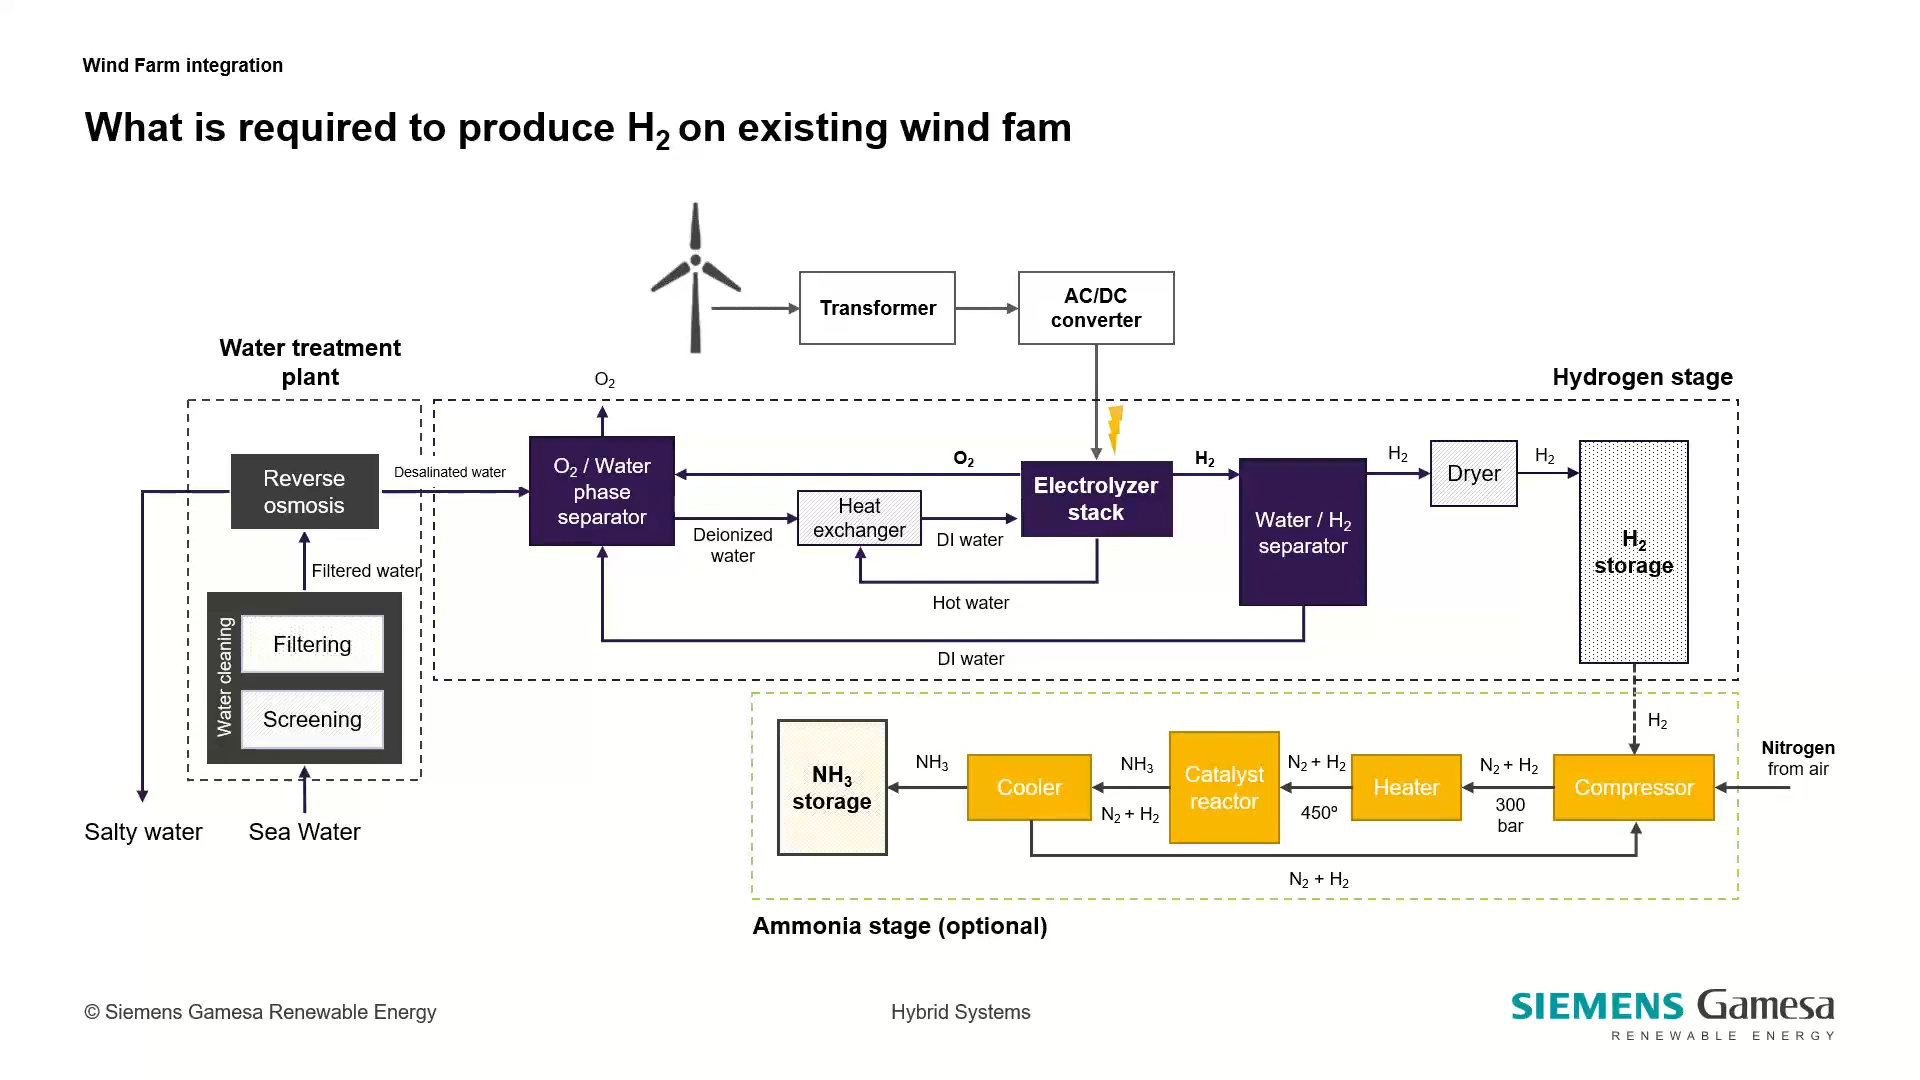 Wind Farm integration
What is required to produce H2 on existing wind fam
Transformer
AC/DC
converter
Water treatment
plant
O2
Hydrogen stage
Reverse
osmosis
Desalinated water
O2 / Water
phase
separator
O2
Electrolyzer
stack
H2
Water / H2
separator
H2
Dryer
H2
H2
storage
Heat
exchanger
Deionized
water
DI water
Hot water
DI water
Filtered water
Water cleaning
Filtering
Screening
Salty water
Sea Water
H2
NH3
storage
NH3
Cooler
NH3
N2 + H2
Catalyst
reactor
N2 + H2
450º
Heater
N2 + H2
300
bar
Compressor
Nitrogen
from air
N2 + H2
Ammonia stage (optional)
© Siemens Gamesa Renewable Energy
Hybrid Systems
SIEMENS Gamesa
RENEWABLE ENERGY